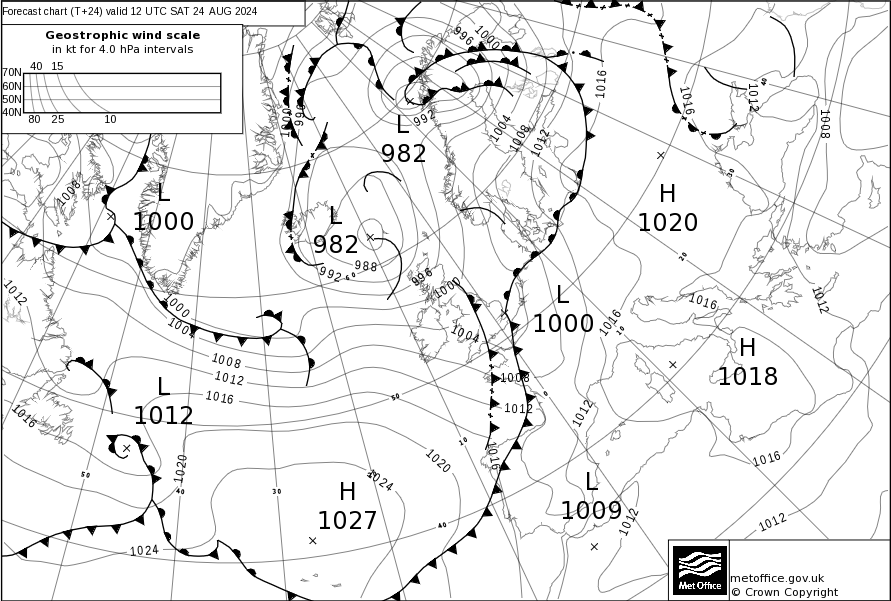 Forecast chart (T+24) valid 12 UTC SAT 24 AUG 2024
Geostrophic wind scale
in kt for 4.0 hPa intervals
40 15
70N
60N
50N
40N
80 25 10
996
1000
1016
1016
1012
1008
992
L
982
1004
1008
1012
1008
L
1000
L
982
H
1020
992
988
996
1000
1012
1000
1004
L
1000
1016
1016
1012
1004
1008
1012
1016
H
1018
1008
1012
L
1012
1016
1012
1016
1020
1020
1024
1016
1016
H
1027
L
1009
1012
1012
1024
Met Office
metoffice.gov.uk
© Crown Copyright